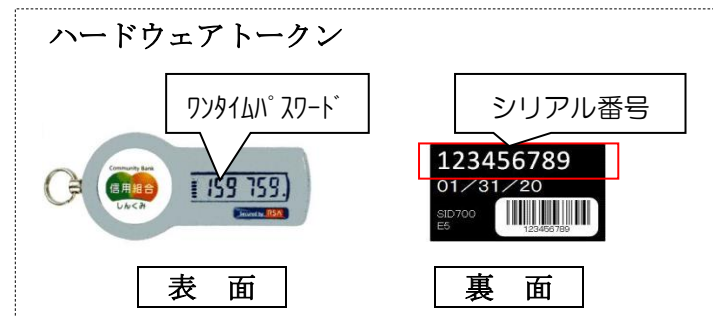 ハードウェアトークン
ﾜﾝﾀｲﾑﾊﾟｽﾜｰﾄﾞ
シリアル番号
Community Bank
信用組合
しんくみ
159 759
Secured by RSA
123456789
01/31/20
SID700
E5
123456789
表 面
裏 面